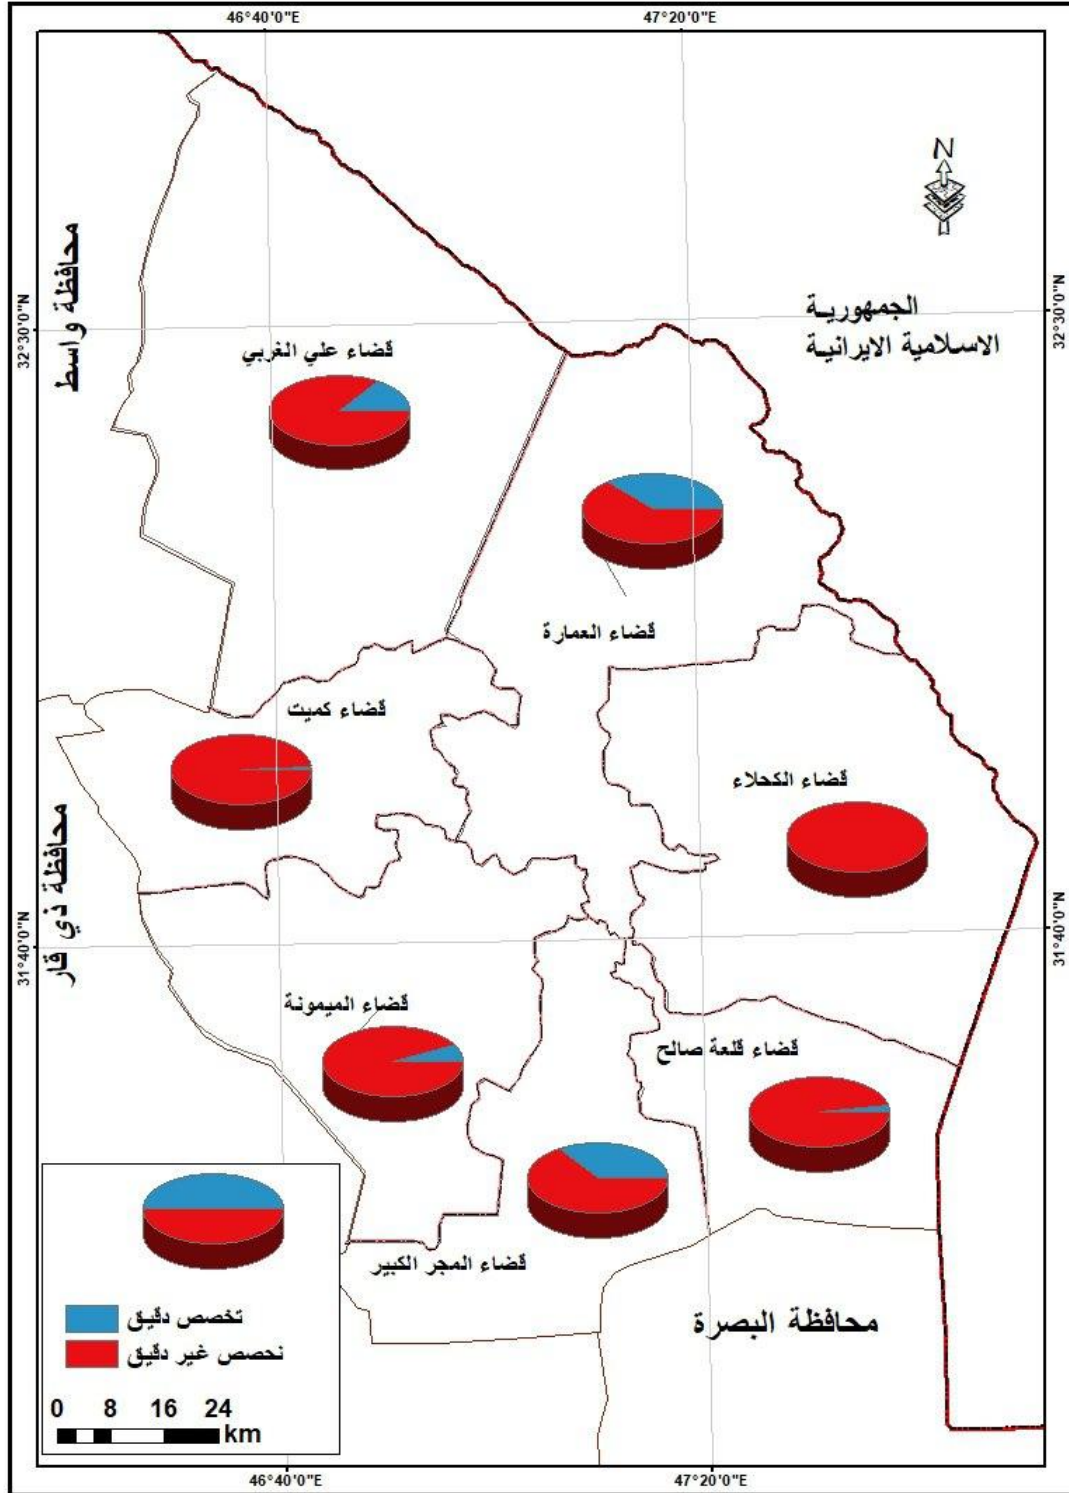 46°40'0"E
47°20'0"E
N
محافظة واسط
32°30'0"N
32°30'0"N
الجمهورية
الاسلامية الايرانية
قضاء علي الغربي
قضاء العمارة
قضاء كميت
قضاء الكحلاء
محافظة ذي قار
31°40'0"N
31°40'0"N
قضاء الميمونة
قضاء قلعة صالح
قضاء المجر الكبير
محافظة البصرة
تخصص دقيق
نحصص غير دقيق
0 8 16 24
km
46°40'0"E
47°20'0"E